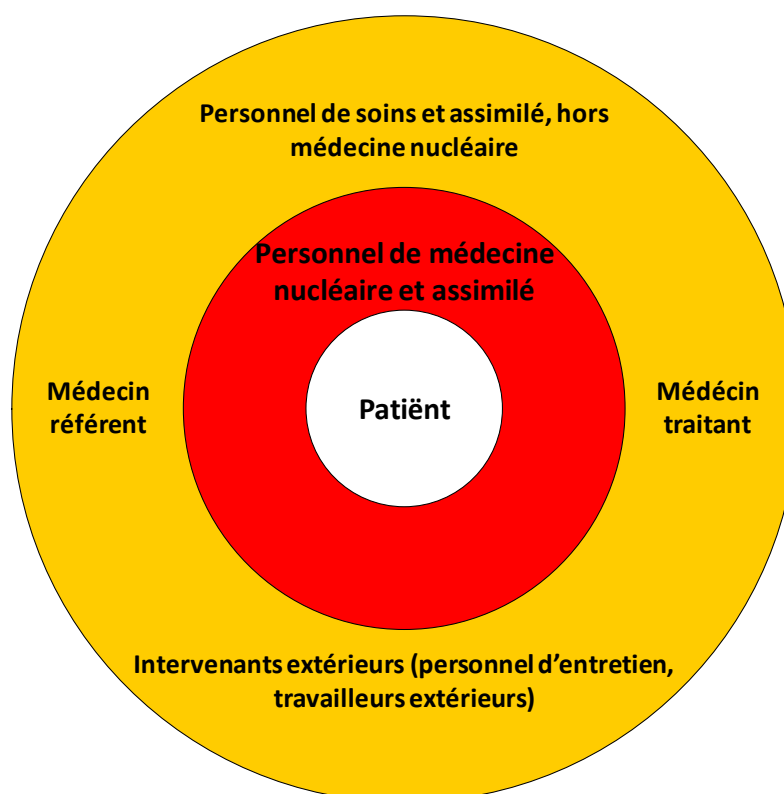 Personnel de soins et assimilé, hors
médecine nucléaire
Personnel de médecine
nucléaire et assimilé
Médecin
référent
Patiënt
Médécin
traitant
Intervenants extérieurs (personnel d’entretien,
travailleurs extérieurs)